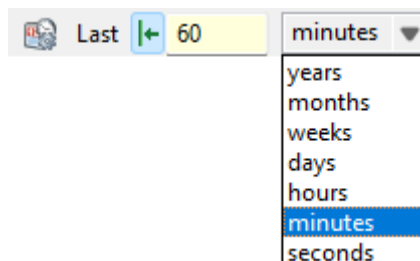 Last 60 minutes
years
months
weeks
days
hours
minutes
seconds